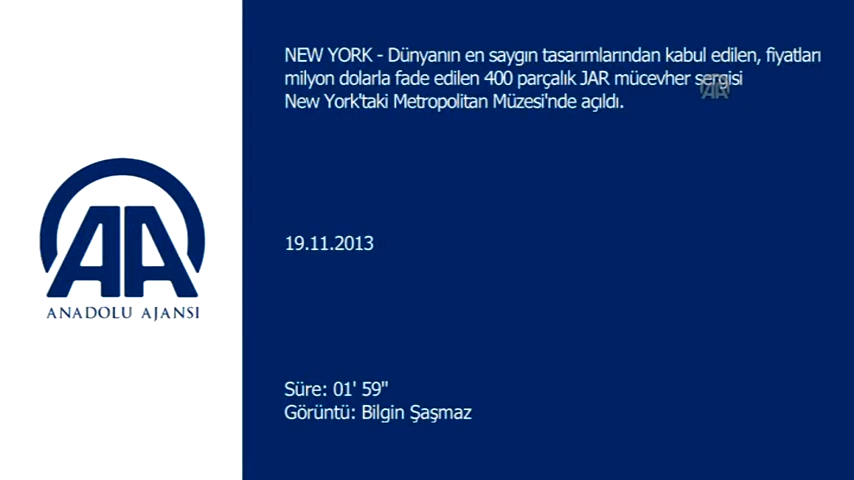 NEW YORK - Dünyanın en saygın tasarımlarından kabul edilen, fiyatları
milyon dolarla fade edilen 400 parçalık JAR mücevher sergisi
New York'taki Metropolitan Müzesi'nde açıldı.
AA
19.11.2013
AA
ANADOLU AJANSI
Süre: 01' 59"
Görüntü: Bilgin Şaşmaz